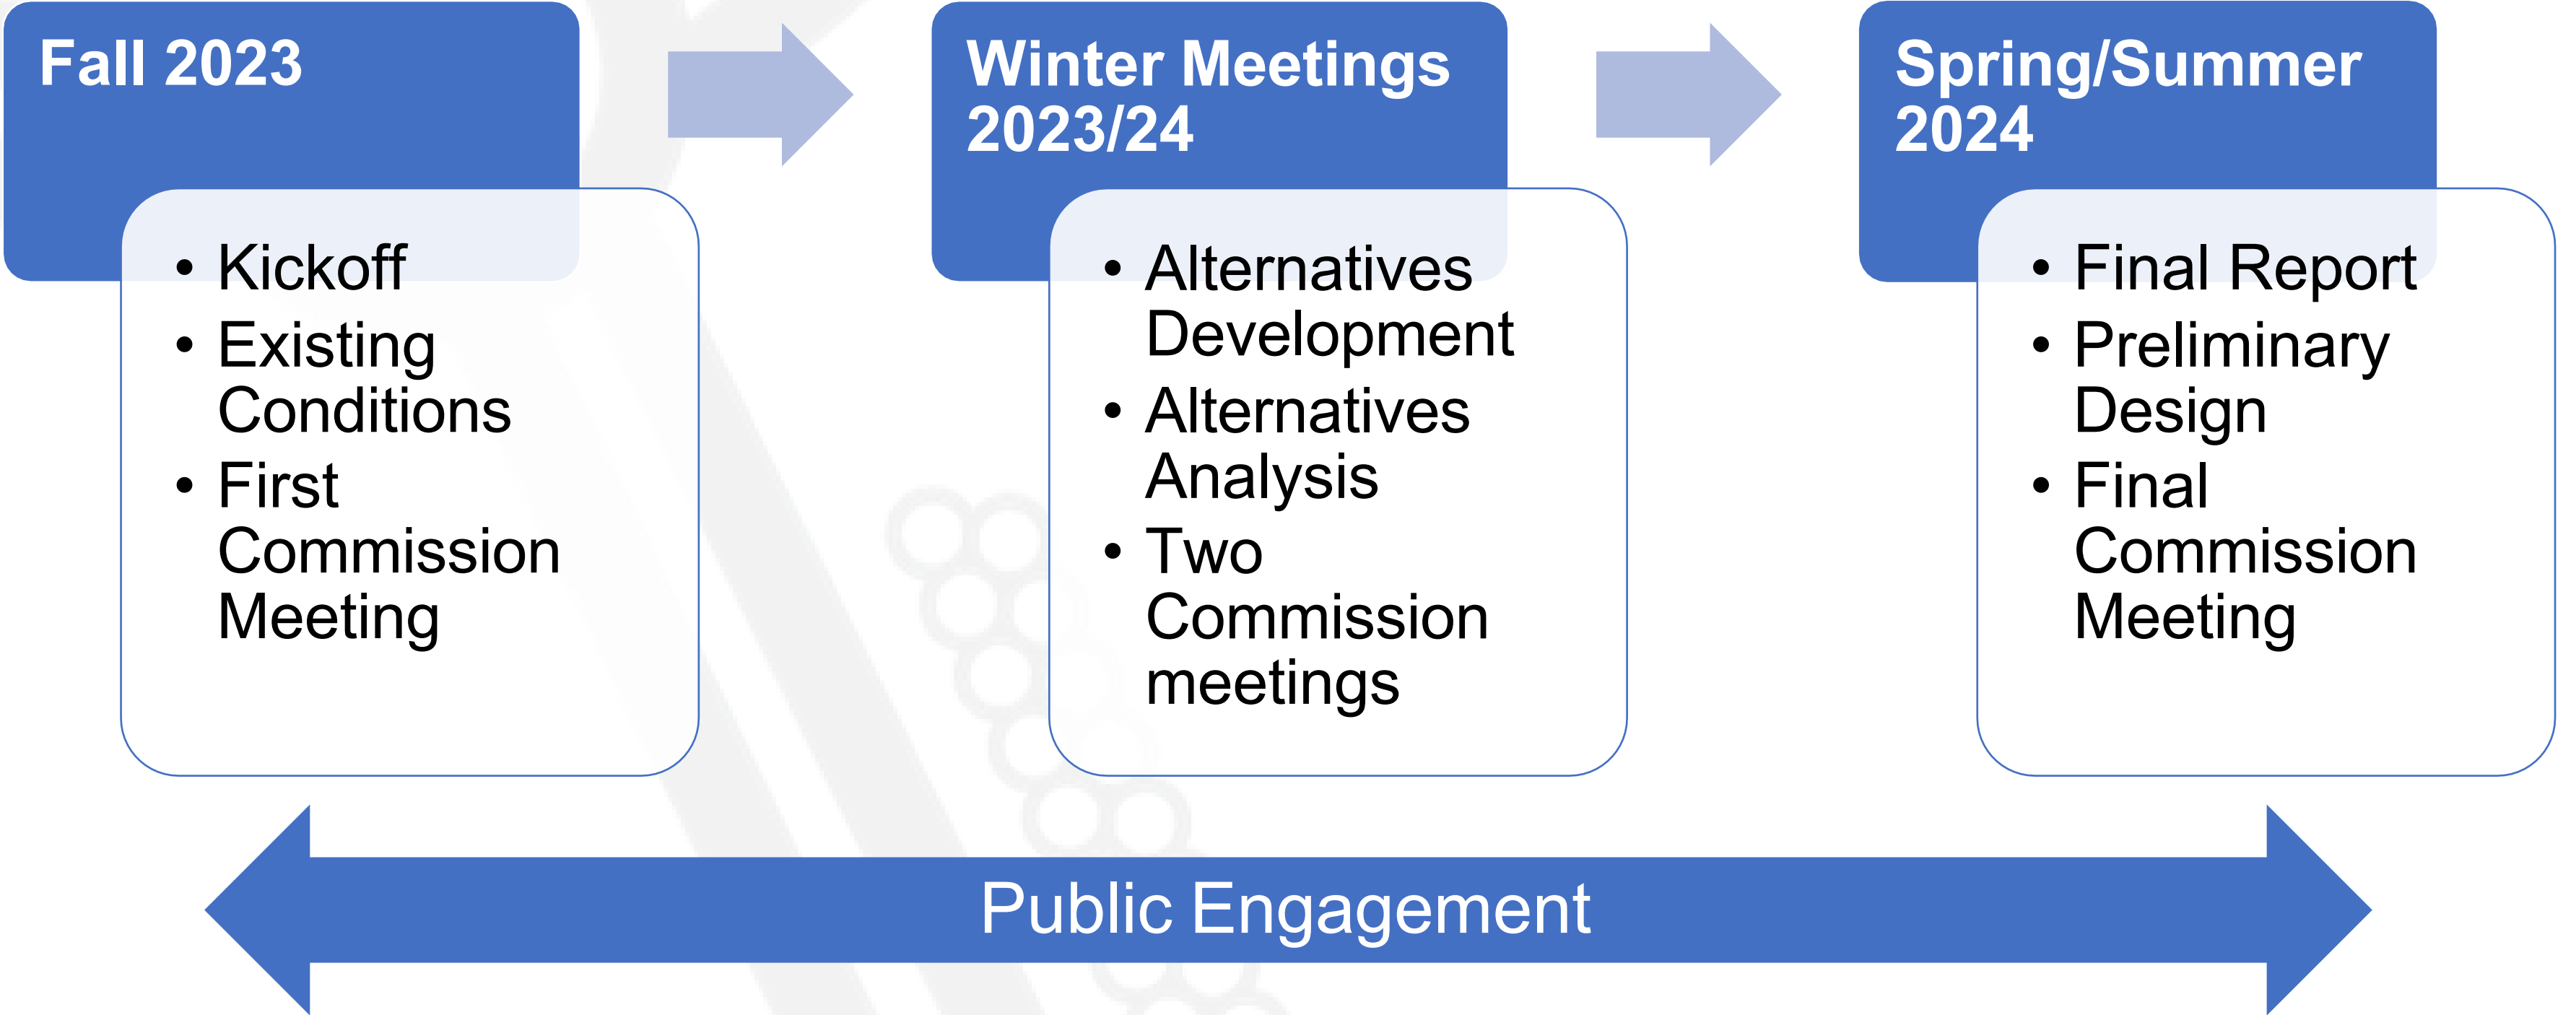 Fall 2023
• Kickoff
• Existing
Conditions
• First
Commission
Meeting
Winter Meetings
2023/24
• Alternatives
Development
• Alternatives
Analysis
• Two
Commission
meetings
Spring/Summer
2024
• Final Report
• Preliminary
Design
• Final
Commission
Meeting
Public Engagement